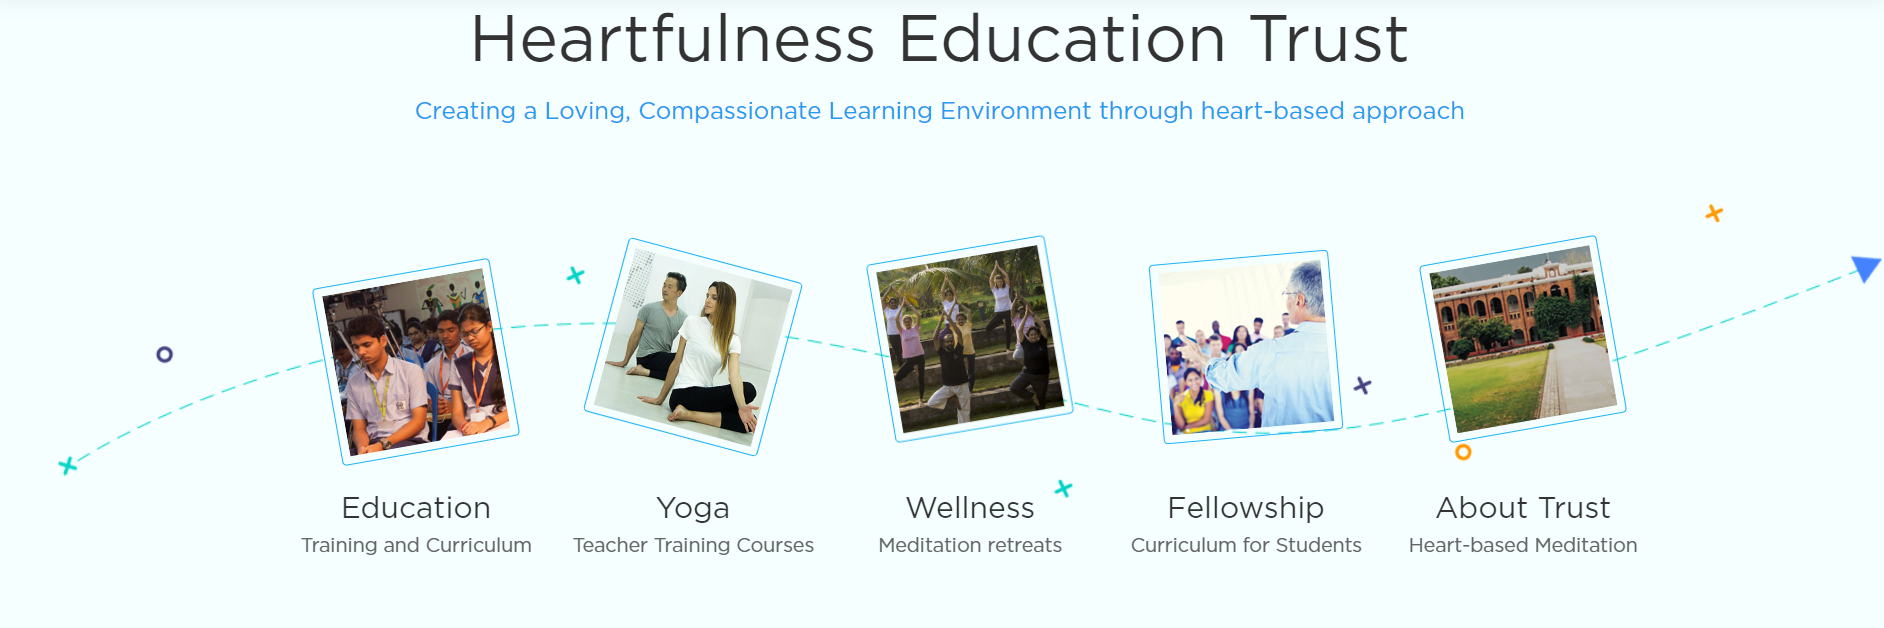 Heartfulness Education Trust
Creating a Loving, Compassionate Learning Environment through heart-based approach
Education
Training and Curriculum
Yoga
Teacher Training Courses
Wellness
Meditation retreats
Fellowship
Curriculum for Students
About Trust
Heart-based Meditation